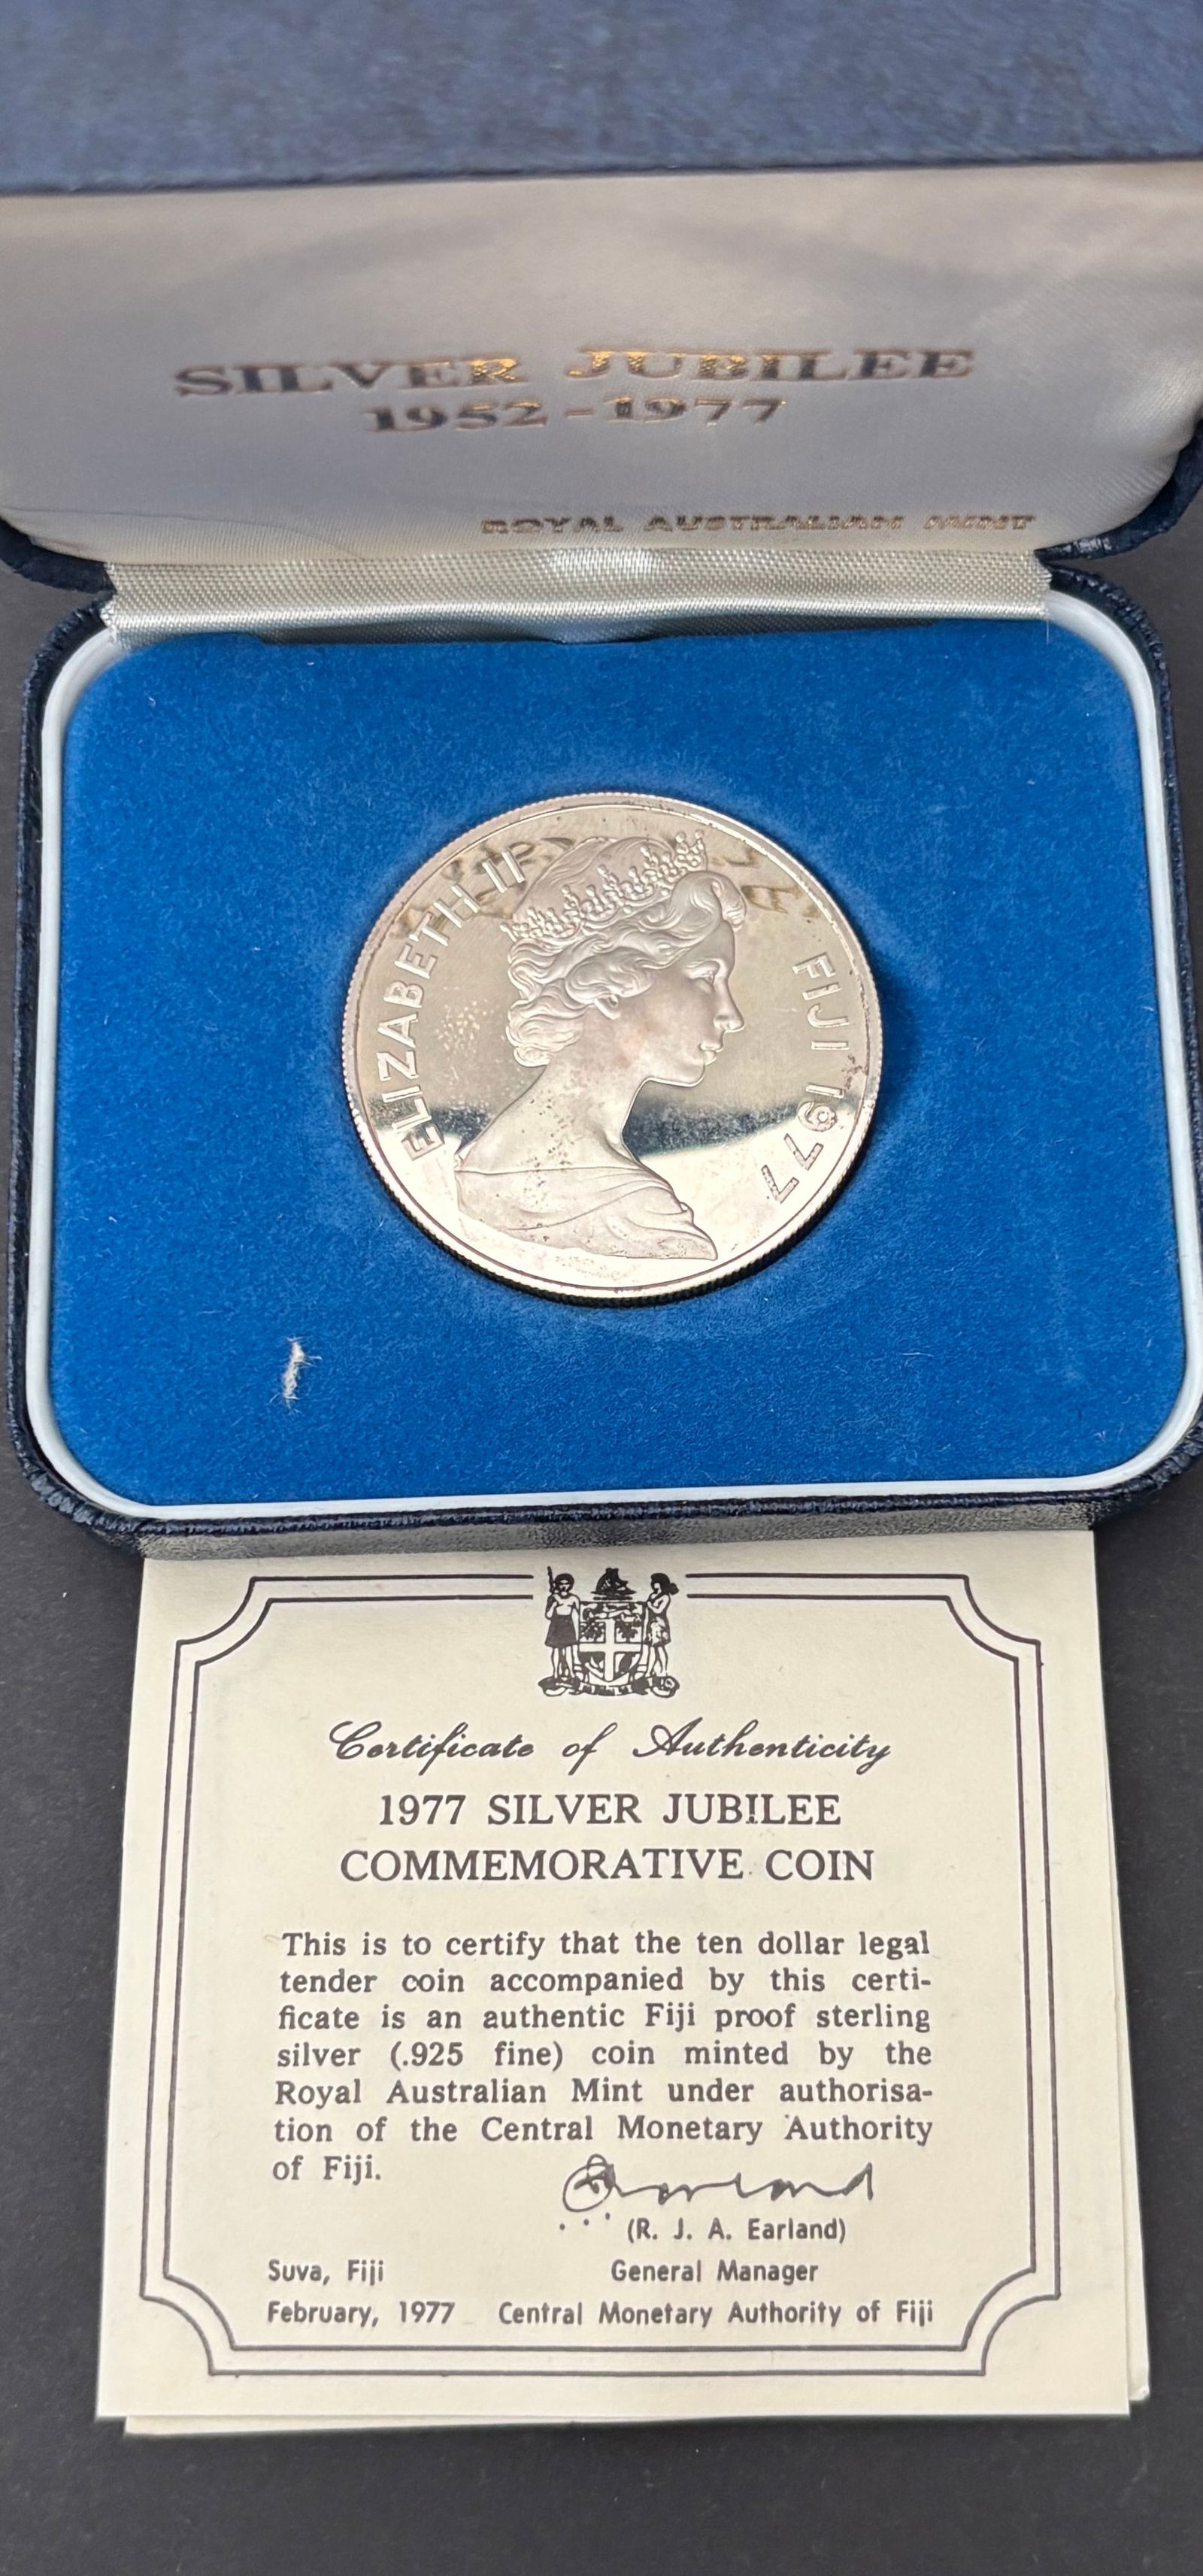 SILVER JUBILEE
1952-1977
ROYAL AUSTRALIAN MINT
ELIZABETH II
FIJI 1977
Certificate of Authenticity
1977 SILVER JUBILEE
COMMEMORATIVE COIN
This is to certify that the ten dollar legal
tender coin accompanied by this certi-
ficate is an authentic Fiji proof sterling
silver (.925 fine) coin minted by the
Royal Australian Mint under authorisa-
tion of the Central Monetary Authority
of Fiji.
(R. J. A. Earland)
Suva, Fiji General Manager
February, 1977 Central Monetary Authority of Fiji